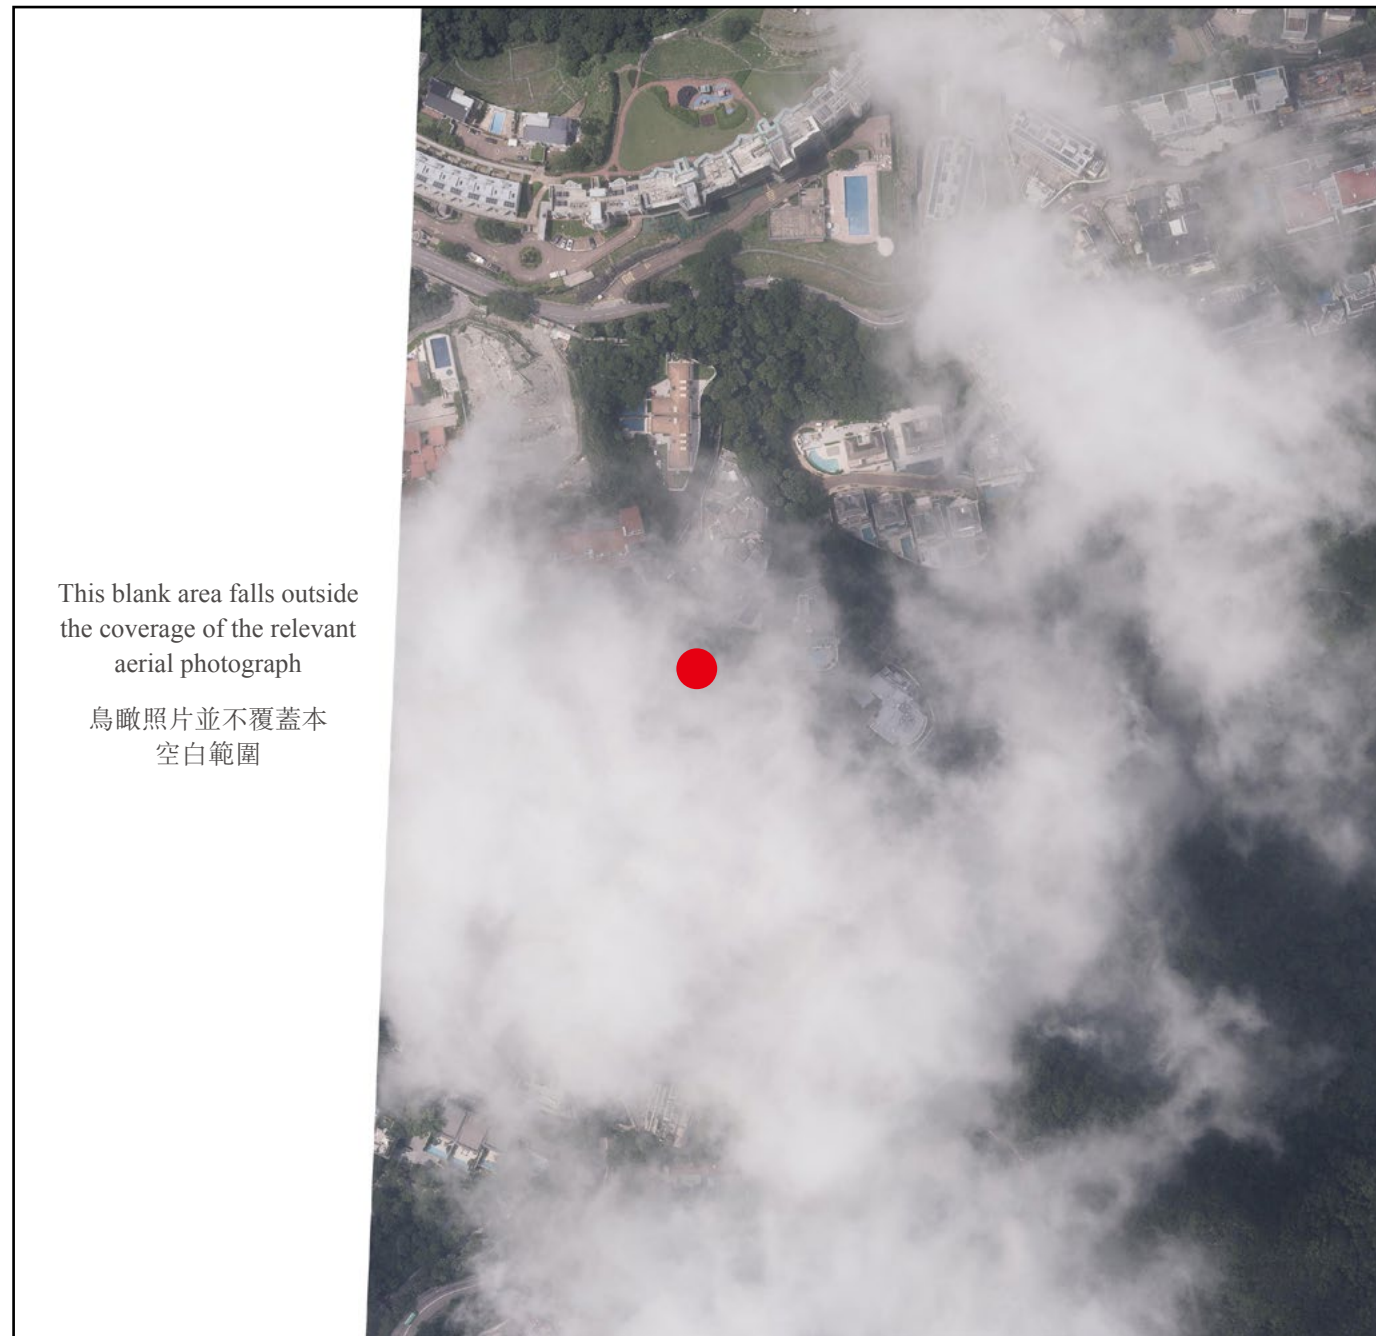 This blank area falls outside
the coverage of the relevant
aerial photograph
鳥瞰照片並不覆蓋本
空白範圍